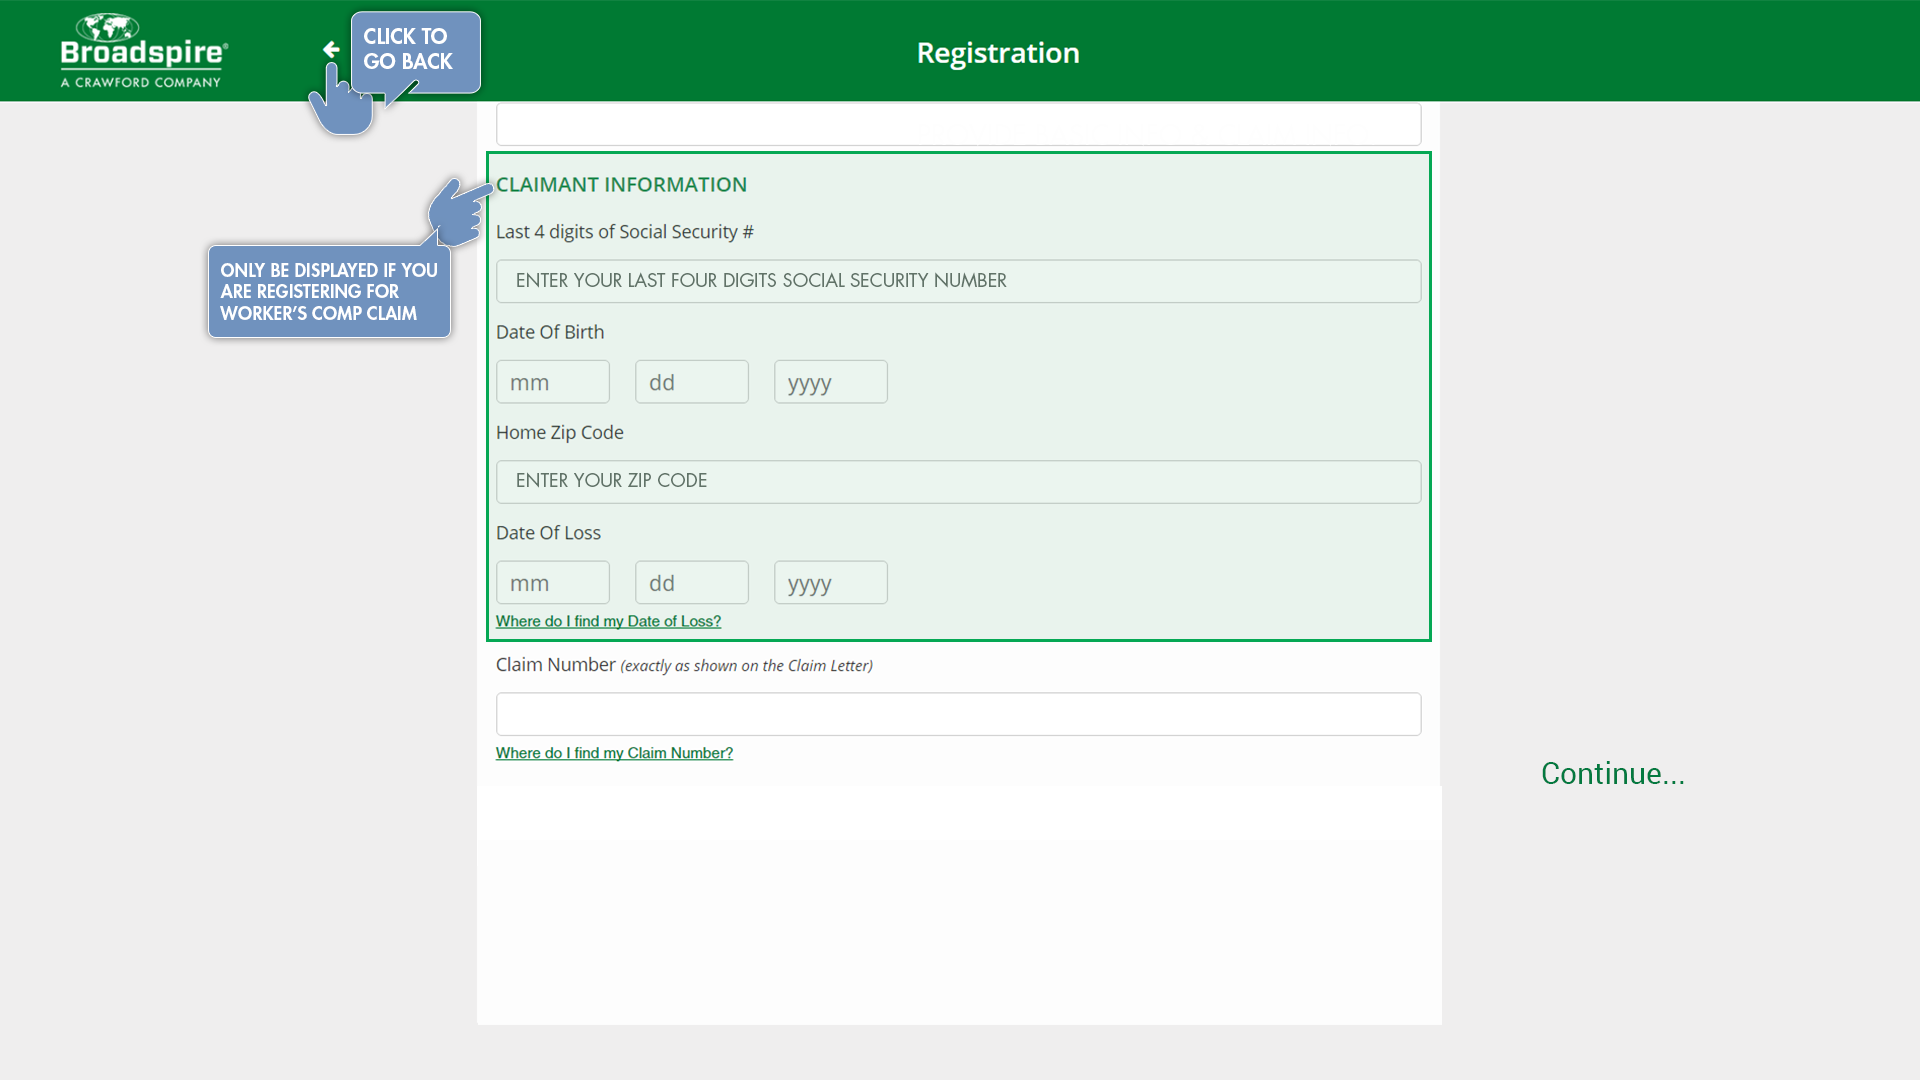 Broadspire®
A CRAWFORD COMPANY
CLICK TO
GO BACK
Registration
CLAIMANT INFORMATION
Last 4 digits of Social Security #
ENTER YOUR LAST FOUR DIGITS SOCIAL SECURITY NUMBER
ONLY BE DISPLAYED IF YOU
ARE REGISTERING FOR
WORKER'S COMP CLAIM
Date Of Birth
mm dd yyyy
Home Zip Code
ENTER YOUR ZIP CODE
Date Of Loss
mm dd yyyy
Where do I find my Date of Loss?
Claim Number (exactly as shown on the Claim Letter)
Where do I find my Claim Number?
Continue...